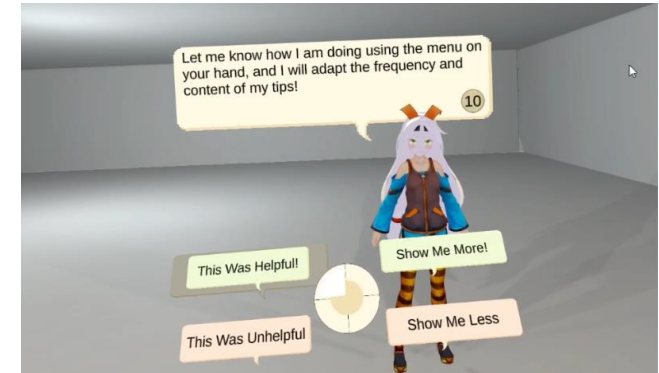 Let me know how I am doing using the menu on
your hand, and I will adapt the frequency and
content of my tips!
10
This Was Helpful!
Show Me More!
This Was Unhelpful
Show Me Less